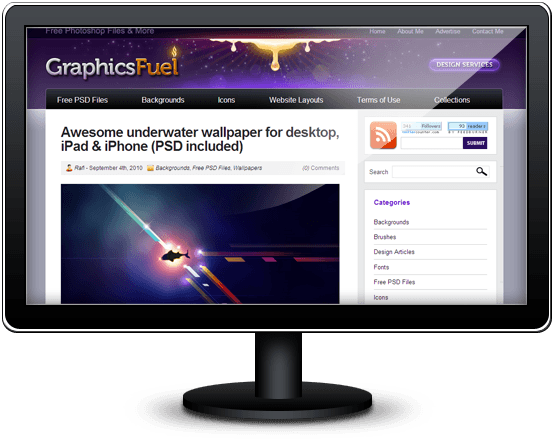 Free Photoshop Files & More
Home About Me Advertise Contact Me
GraphicsFuel
DESIGN SERVICES
Free PSD Files Backgrounds Icons Website Layouts Terms of Use Collections
Awesome underwater wallpaper for desktop,
iPad & iPhone (PSD included)
Rafi - September 4th, 2010 Backgrounds, Free PSD Files, Wallpapers (0) Comments
Followers
readers
SUBMIT
Search
Categories
Backgrounds
Brushes
Design Articles
Fonts
Free PSD Files
Icons